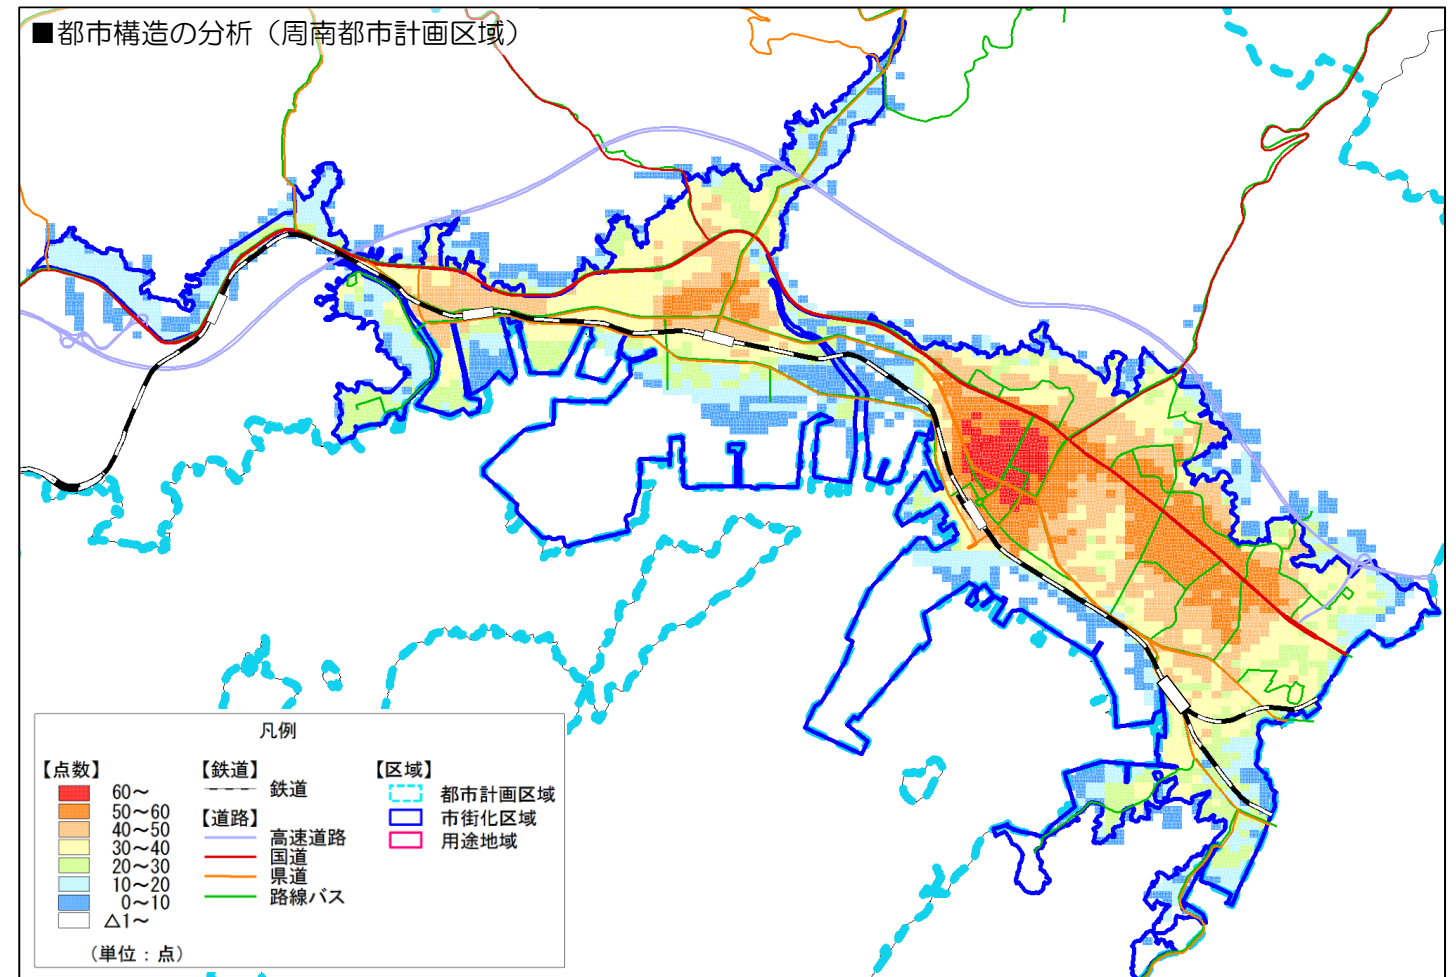 ■都市構造の分析（周南都市計画区域）
凡例
【点数】
60～
50～60
40～50
30～40
20～30
10～20
0～10
△1～
（単位：点）
【鉄道】
鉄道
【道路】
高速道路
国道
県道
路線バス
【区域】
都市計画区域
市街化区域
用途地域